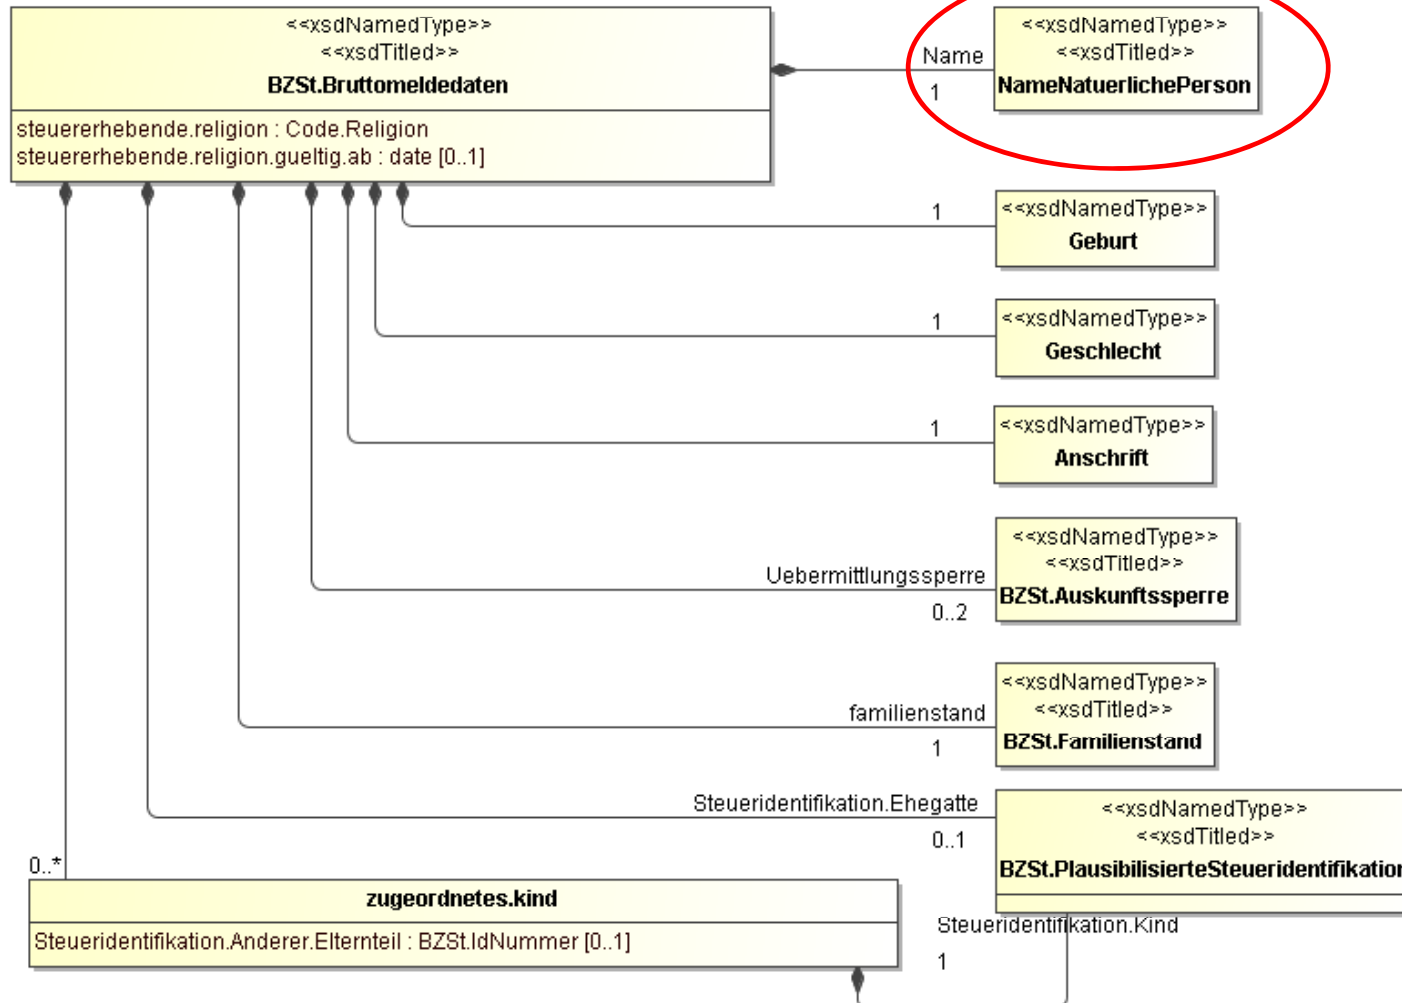 <<xsdNamedType>>
<<xsdTitled>>
BZSt.Bruttomeldedaten
steuererhebende.religion : Code.Religion
steuererhebende.religion.gueltig.ab : date [0..1]
Name
1
<<xsdNamedType>>
<<xsdTitled>>
NameNatuerlichePerson
1
<<xsdNamedType>>
Geburt
1
<<xsdNamedType>>
Geschlecht
1
<<xsdNamedType>>
Anschrift
Uebermittlungssperre
0..2
<<xsdNamedType>>
<<xsdTitled>>
BZSt.Auskunftssperre
familienstand
1
<<xsdNamedType>>
<<xsdTitled>>
BZSt.Familienstand
Steueridentifikation.Ehegatte
0..1
<<xsdNamedType>>
<<xsdTitled>>
BZSt.PlausibilisierteSteueridentifikation
0..*
zugeordnetes.kind
Steueridentifikation.Anderer.Elternteil : BZSt.IdNummer [0..1]
Steueridentifikation.Kind
1